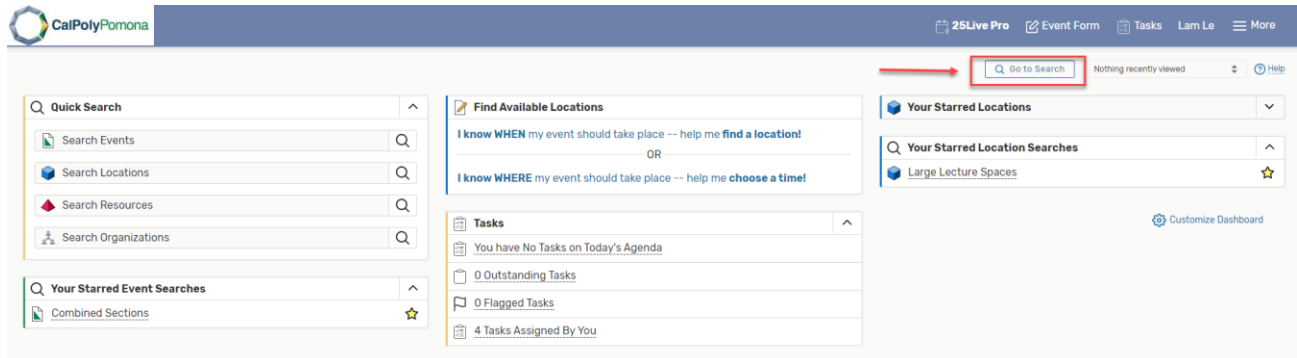 CalPolyPomona
25Live Pro Event Form Tasks Lam Le More
Go to Search Nothing recently viewed Help
Quick Search
Search Events
Search Locations
Search Resources
Search Organizations
Your Starred Event Searches
Combined Sections
Find Available Locations
I know WHEN my event should take place -- help me find a location!
OR
I know WHERE my event should take place -- help me choose a time!
Tasks
You have No Tasks on Today's Agenda
0 Outstanding Tasks
0 Flagged Tasks
4 Tasks Assigned By You
Your Starred Locations
Your Starred Location Searches
Large Lecture Spaces
Customize Dashboard